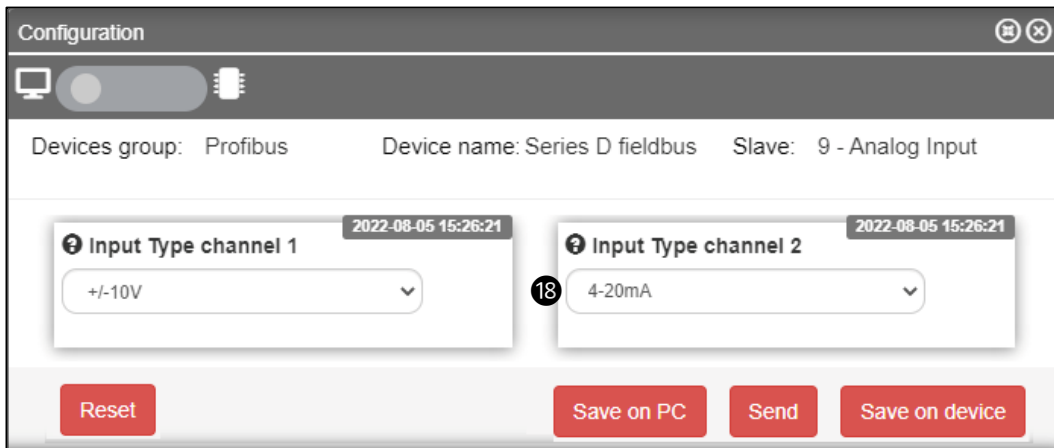 Configuration
Devices group: Profibus Device name: Series D fieldbus Slave: 9 - Analog Input
2022-08-05 15:26:21 2022-08-05 15:26:21
Input Type channel 1 Input Type channel 2
+/-10V 18 4-20mA
Reset Save on PC Send Save on device